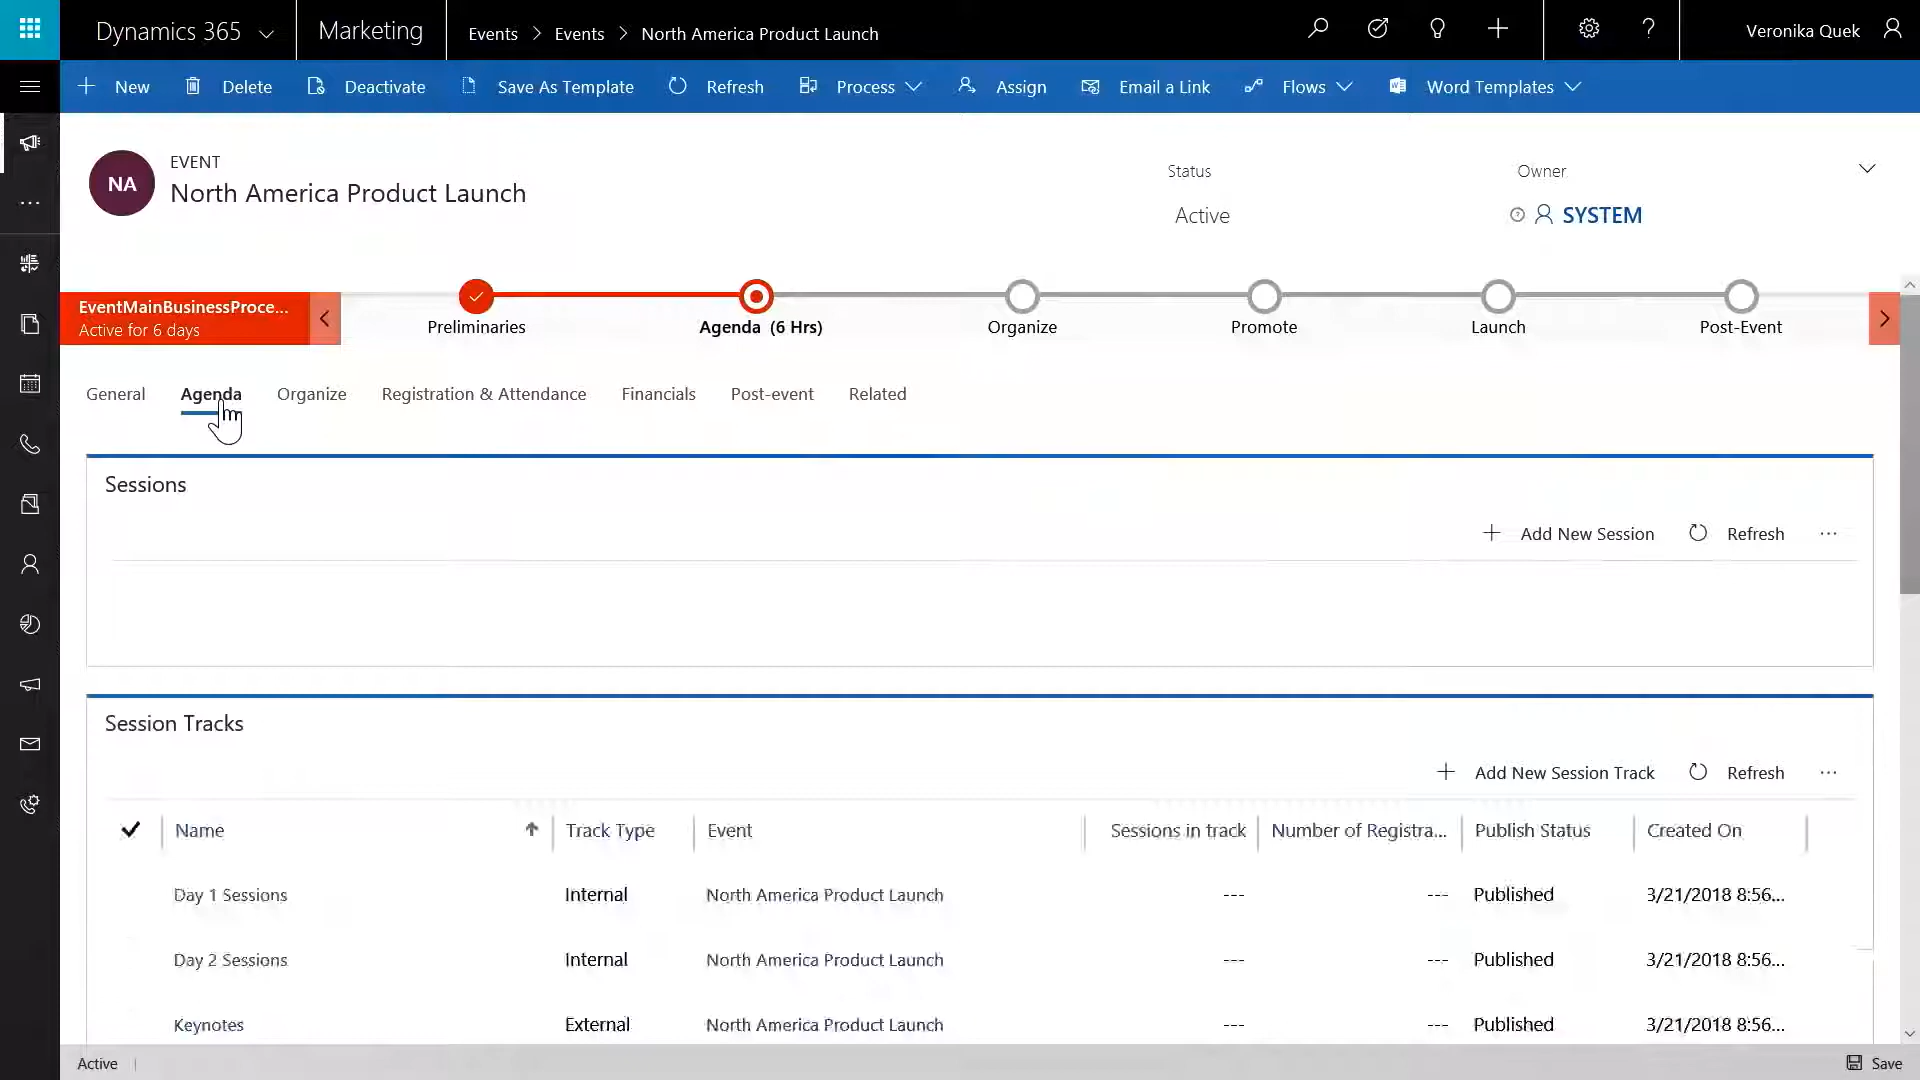 Dynamics 365 Marketing Events > Events > North America Product Launch Veronika Quek
New Delete Deactivate Save As Template Refresh Process Assign Email a Link Flows Word Templates
EVENT
NA North America Product Launch
Status Owner
Active SYSTEM
EventMainBusinessProce...
Active for 6 days
Preliminaries Agenda (6 Hrs) Organize Promote Launch Post-Event
General Agenda Organize Registration & Attendance Financials Post-event Related
Sessions
Add New Session Refresh ...
Session Tracks
Add New Session Track Refresh ...
Name Track Type Event Sessions in track Number of Registra... Publish Status Created On
Day 1 Sessions Internal North America Product Launch --- --- Published 3/21/2018 8:56...
Day 2 Sessions Internal North America Product Launch --- --- Published 3/21/2018 8:56...
Keynotes External North America Product Launch --- --- Published 3/21/2018 8:56...
Active Save